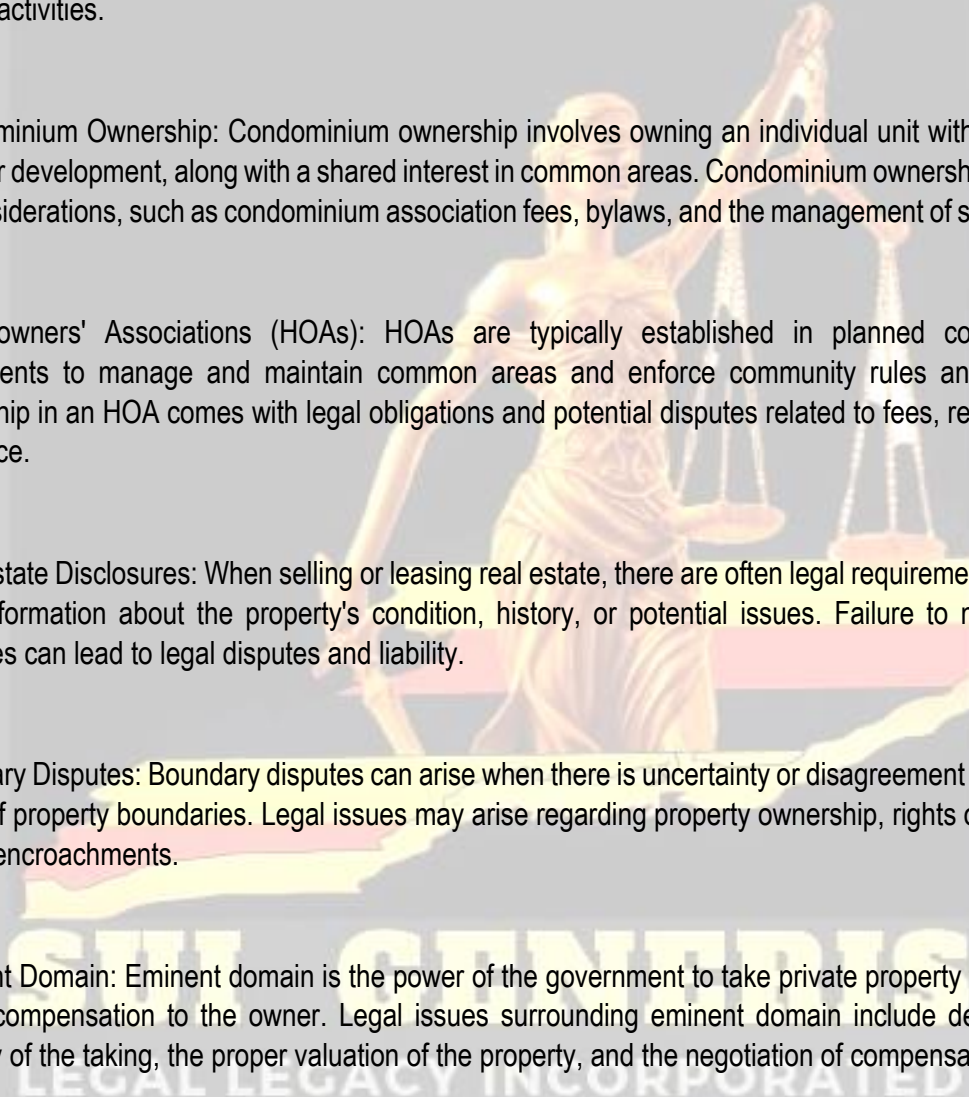 activities.
minium Ownership: Condominium ownership involves owning an individual unit with
r development, along with a shared interest in common areas. Condominium ownersh
siderations, such as condominium association fees, bylaws, and the management of s
owners' Associations (HOAs): HOAs are typically established in planned co
ents to manage and maintain common areas and enforce community rules an
hip in an HOA comes with legal obligations and potential disputes related to fees, re
ce.
state Disclosures: When selling or leasing real estate, there are often legal requireme
formation about the property's condition, history, or potential issues. Failure to
es can lead to legal disputes and liability.
ary Disputes: Boundary disputes can arise when there is uncertainty or disagreement
f property boundaries. Legal issues may arise regarding property ownership, rights
encroachments.
SUI GENERIS
nt Domain: Eminent domain is the power of the government to take private property
compensation to the owner. Legal issues surrounding eminent domain include de
y of the taking, the proper valuation of the property, and the negotiation of compensa
LEGAL LEGACY INCORPORATED